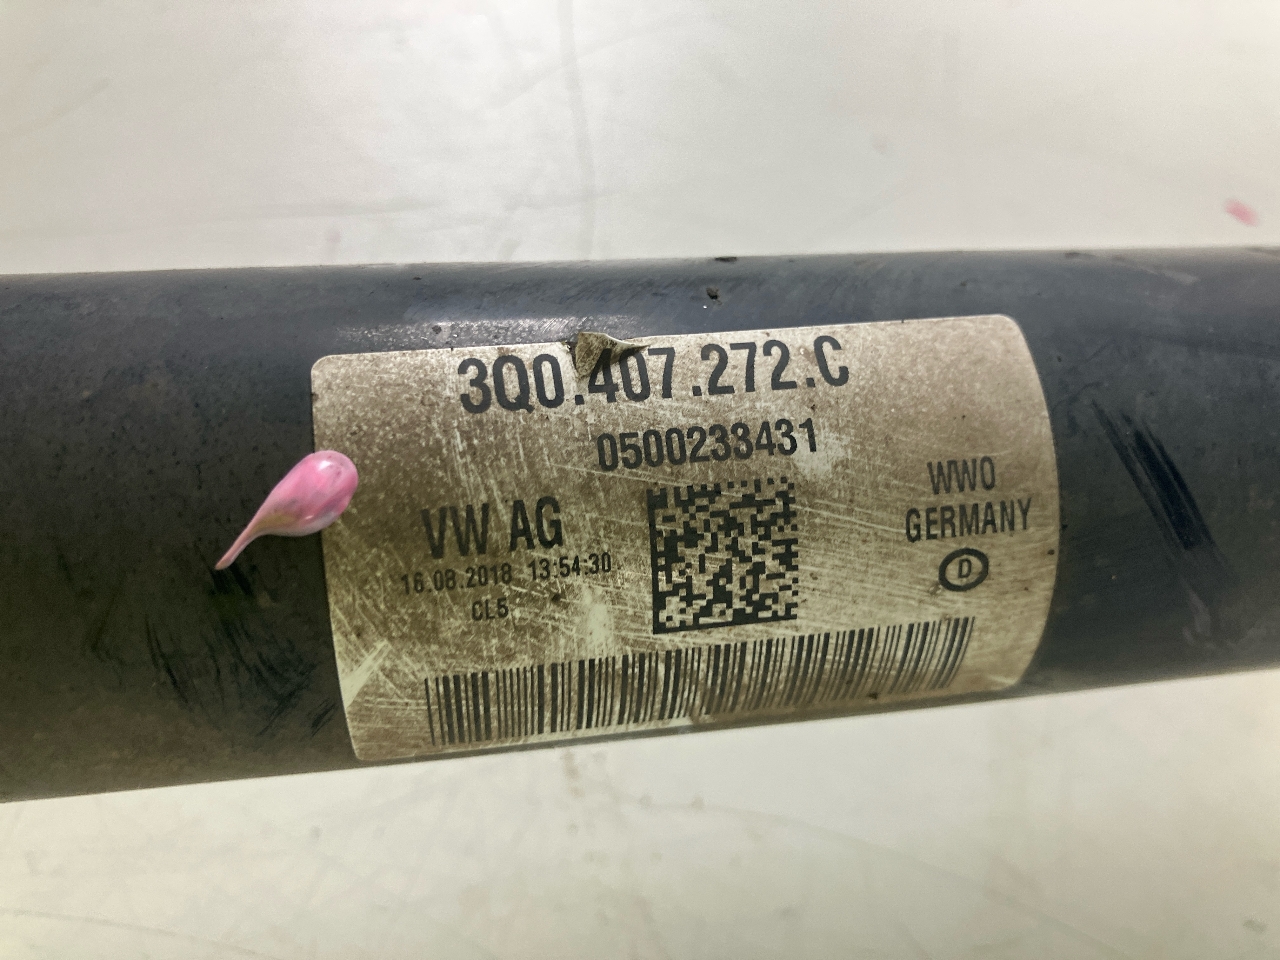 3Q0.407.272.C
0500233431
VW AG
16.08.2018 13:54:30
CL5
WWO
GERMANY
D